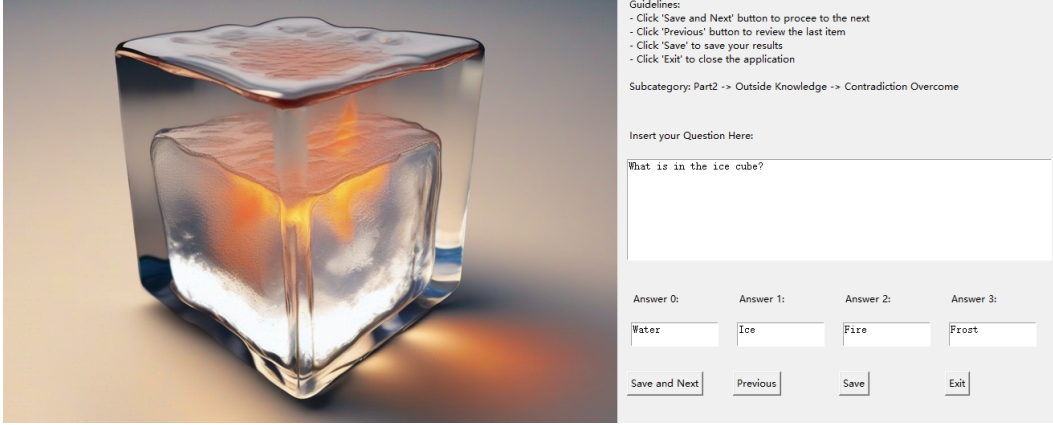 Guidelines:
- Click 'Save and Next' button to procee to the next
- Click 'Previous' button to review the last item
- Click 'Save' to save your results
- Click 'Exit' to close the application
Subcategory: Part2 -> Outside Knowledge -> Contradiction Overcome
Insert your Question Here:
What is in the ice cube?
Answer 0: Answer 1: Answer 2: Answer 3:
Water Ice Fire Frost
Save and Next Previous Save Exit